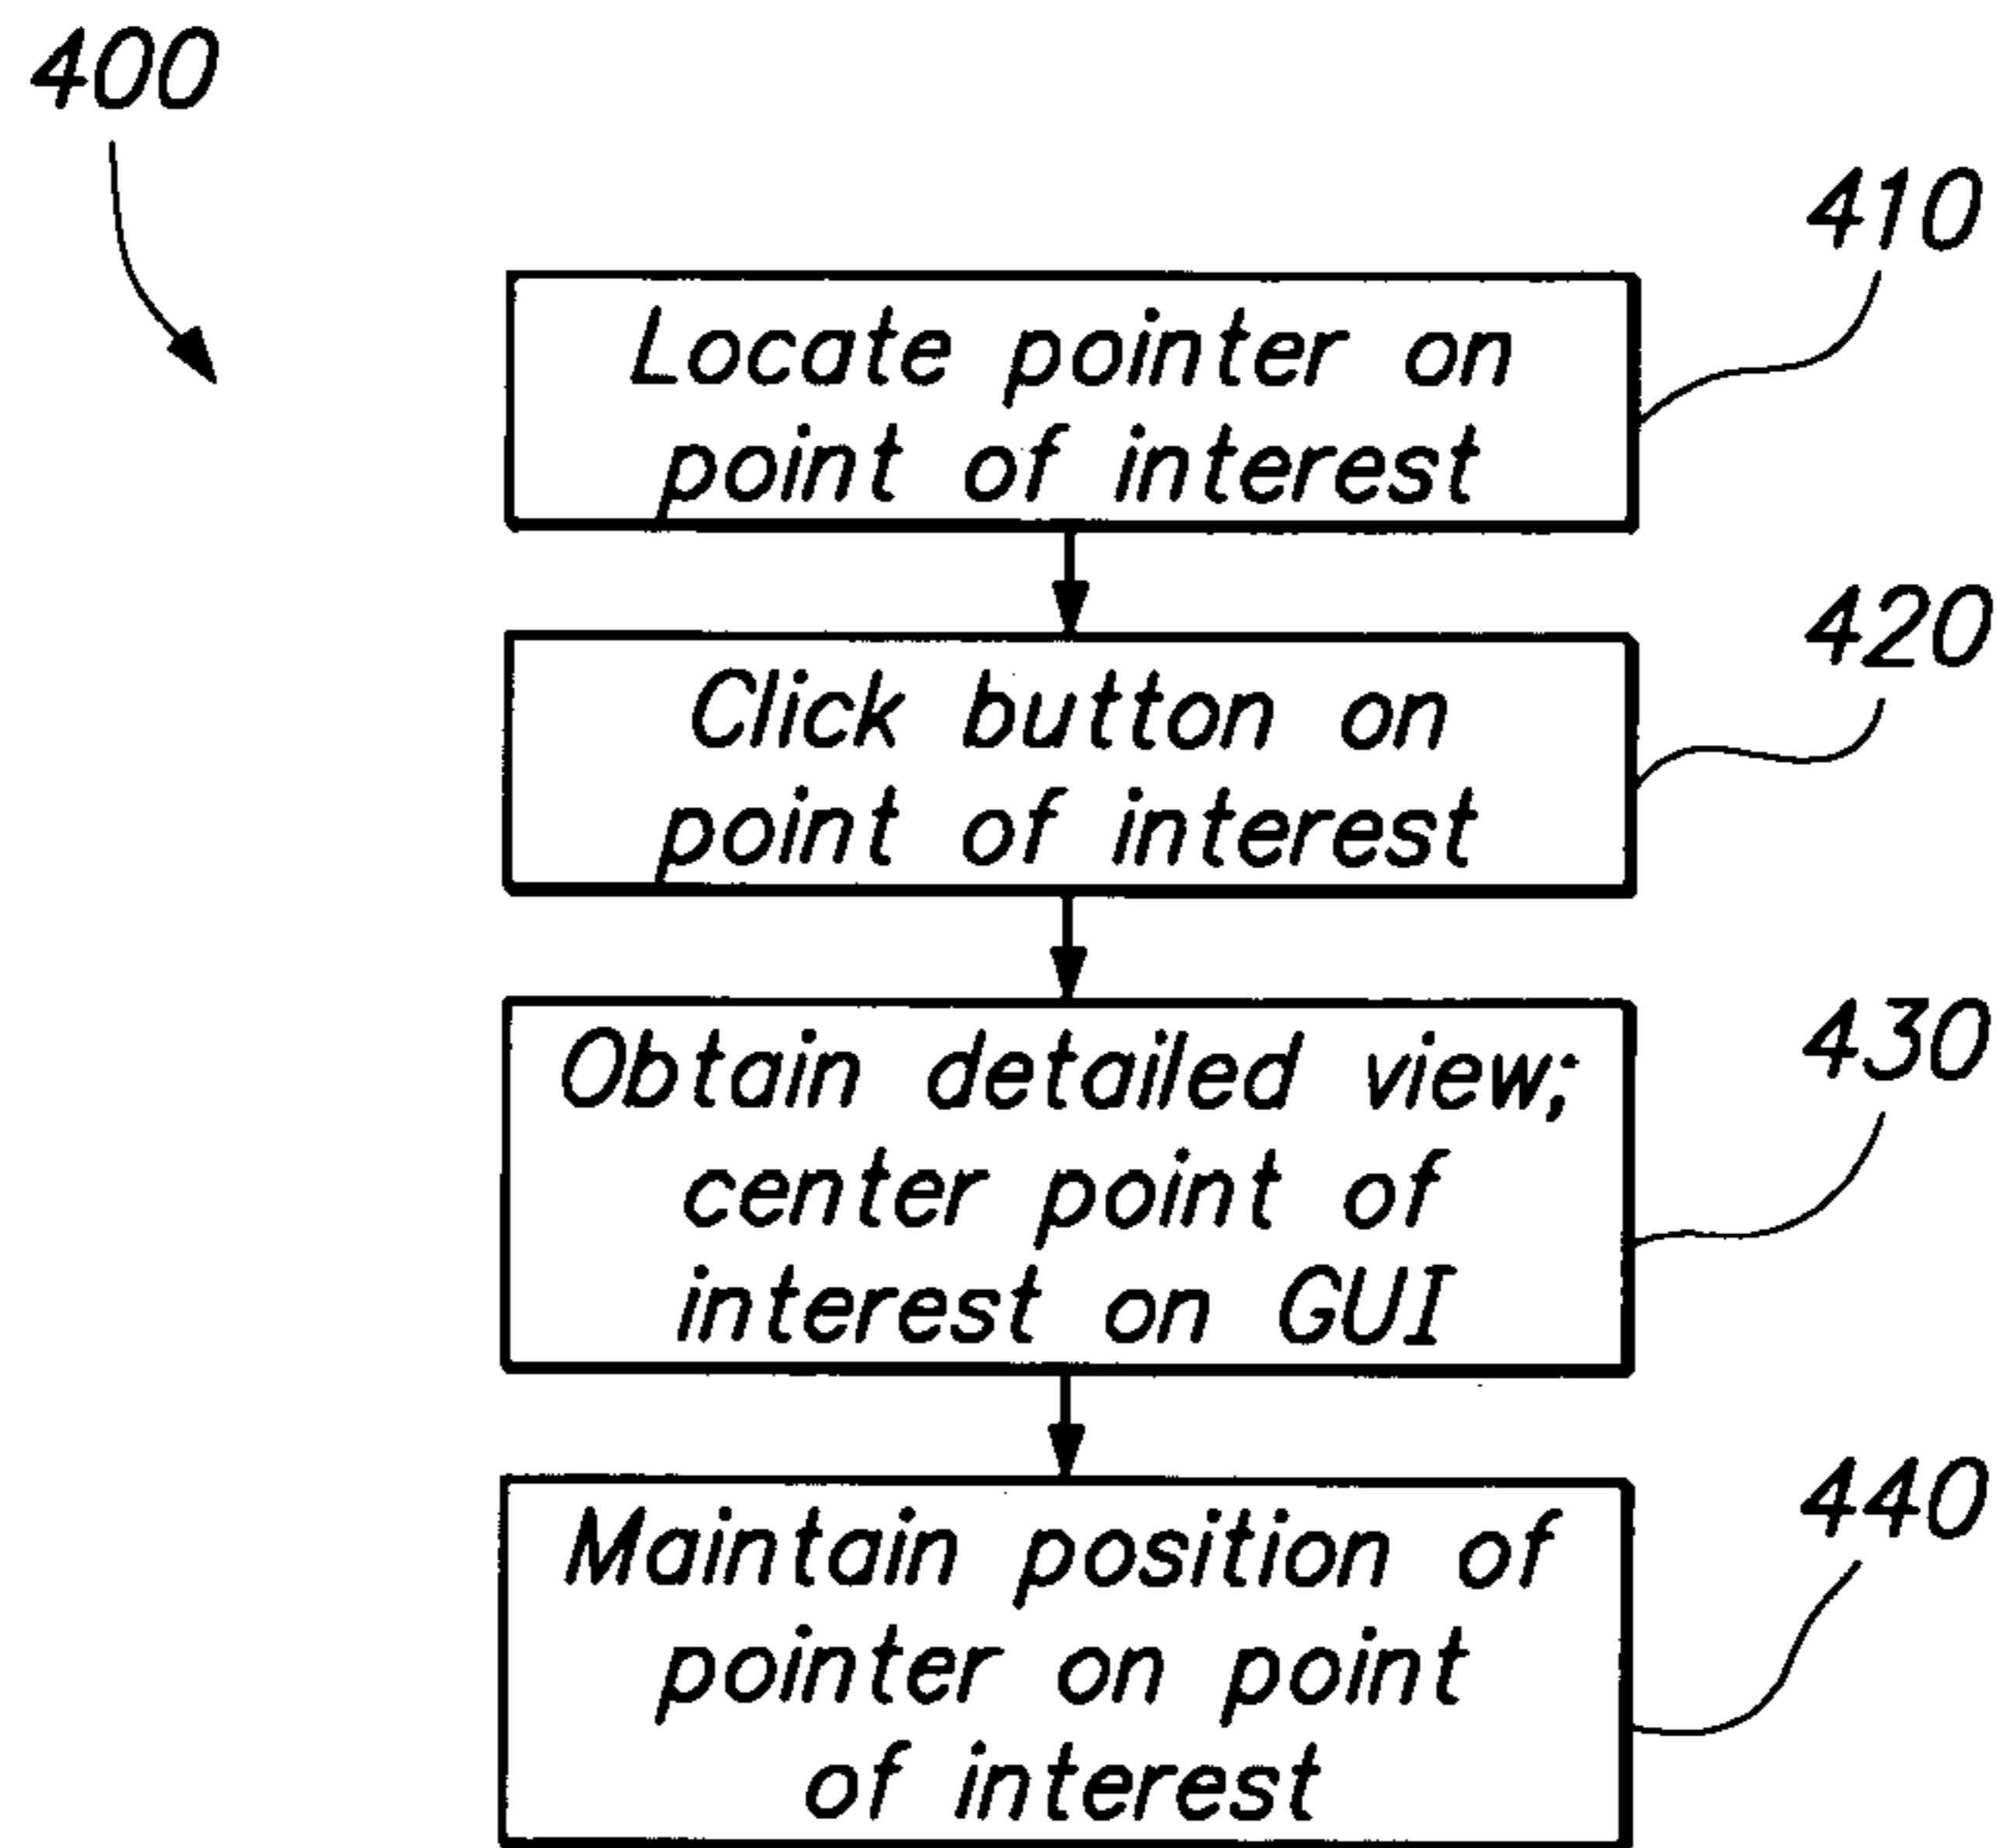 400
410
Locate pointer on
point of interest
420
Click button on
point of interest
430
Obtain detailed view;
center point of
interest on GUI
440
Maintain position of
pointer on point
of interest